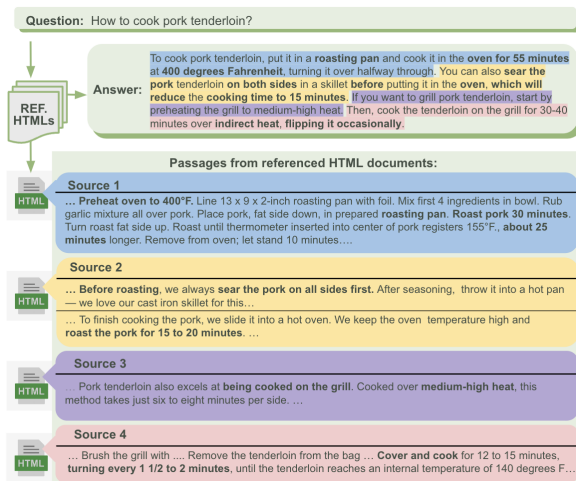 Question: How to cook pork tenderloin?
To cook pork tenderloin, put it in a roasting pan and cook it in the oven for 55 minutes
at 400 degrees Fahrenheit, turning it over halfway through. You can also sear the
pork tenderloin on both sides in a skillet before putting it in the oven, which will
reduce the cooking time to 15 minutes. If you want to grill pork tenderloin, start by
preheating the grill to medium-high heat. Then, cook the tenderloin on the grill for 30-40
minutes over indirect heat, flipping it occasionally.
Answer:
REF.
HTMLs
Passages from referenced HTML documents:
Source 1
... Preheat oven to 400°F. Line 13 x 9 x 2-inch roasting pan with foil. Mix first 4 ingredients in bowl. Rub
garlic mixture all over pork. Place pork, fat side down, in prepared roasting pan. Roast pork 30 minutes.
Turn roast fat side up. Roast until thermometer inserted into center of pork registers 155°F., about 25
minutes longer. Remove from oven; let stand 10 minutes....
HTML
Source 2
... Before roasting, we always sear the pork on all sides first. After seasoning, throw it into a hot pan
— we love our cast iron skillet for this...
... To finish cooking the pork, we slide it into a hot oven. We keep the oven temperature high and
roast the pork for 15 to 20 minutes. ...
HTML
Source 3
... Pork tenderloin also excels at being cooked on the grill. Cooked over medium-high heat, this
method takes just six to eight minutes per side. ...
HTML
Source 4
... Brush the grill with .... Remove the tenderloin from the bag ... Cover and cook for 12 to 15 minutes,
turning every 1 1/2 to 2 minutes, until the tenderloin reaches an internal temperature of 140 degrees F...
HTML